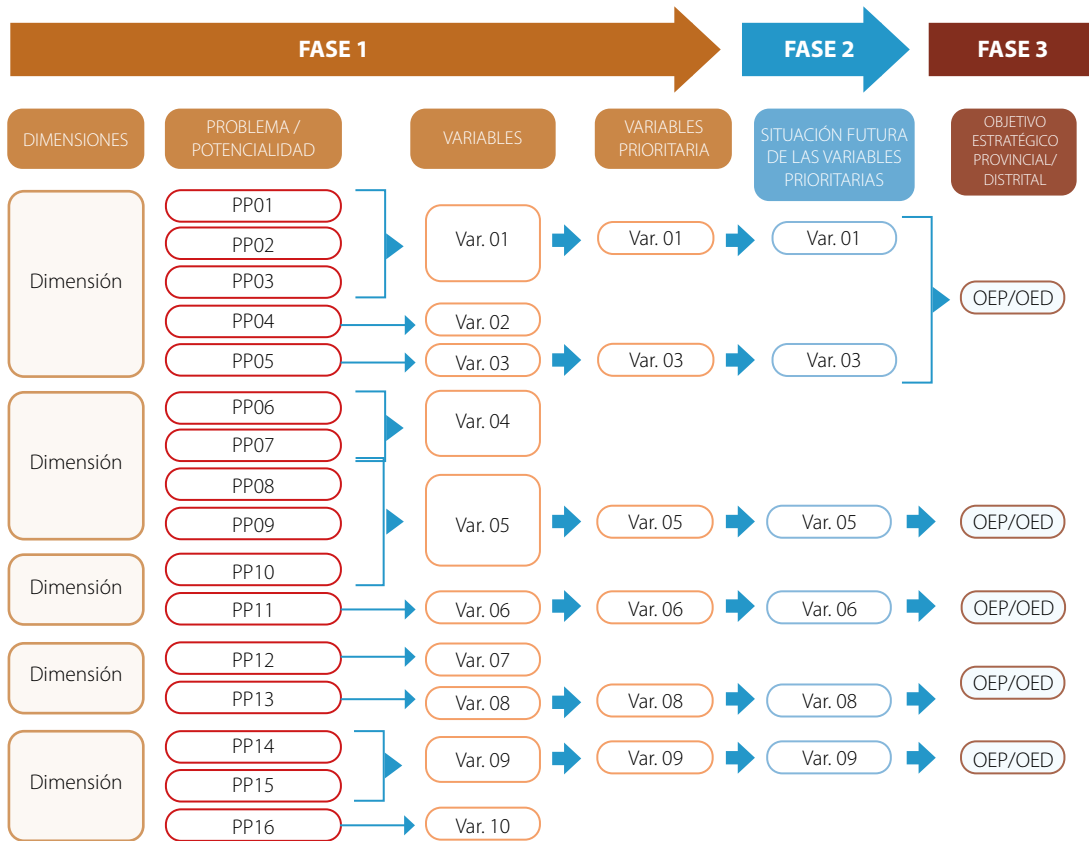 FASE 1
FASE 2
FASE 3
DIMENSIONES
PROBLEMA /
POTENCIALIDAD
VARIABLES
VARIABLES
PRIORITARIA
SITUACIÓN FUTURA
DE LAS VARIABLES
PRIORITARIAS
OBJETIVO
ESTRATÉGICO
PROVINCIAL/
DISTRITAL
Dimensión
PP01
PP02
PP03
PP04
PP05
Var. 01
Var. 02
Var. 03
Var. 01
Var. 03
Var. 01
Var. 03
OEP/OED
Dimensión
PP06
PP07
PP08
PP09
Var. 04
Var. 05
Var. 05
Var. 05
OEP/OED
Dimensión
PP10
PP11
Var. 06
Var. 06
Var. 06
OEP/OED
Dimensión
PP12
PP13
Var. 07
Var. 08
Var. 08
Var. 08
OEP/OED
Dimensión
PP14
PP15
PP16
Var. 09
Var. 10
Var. 09
Var. 09
OEP/OED